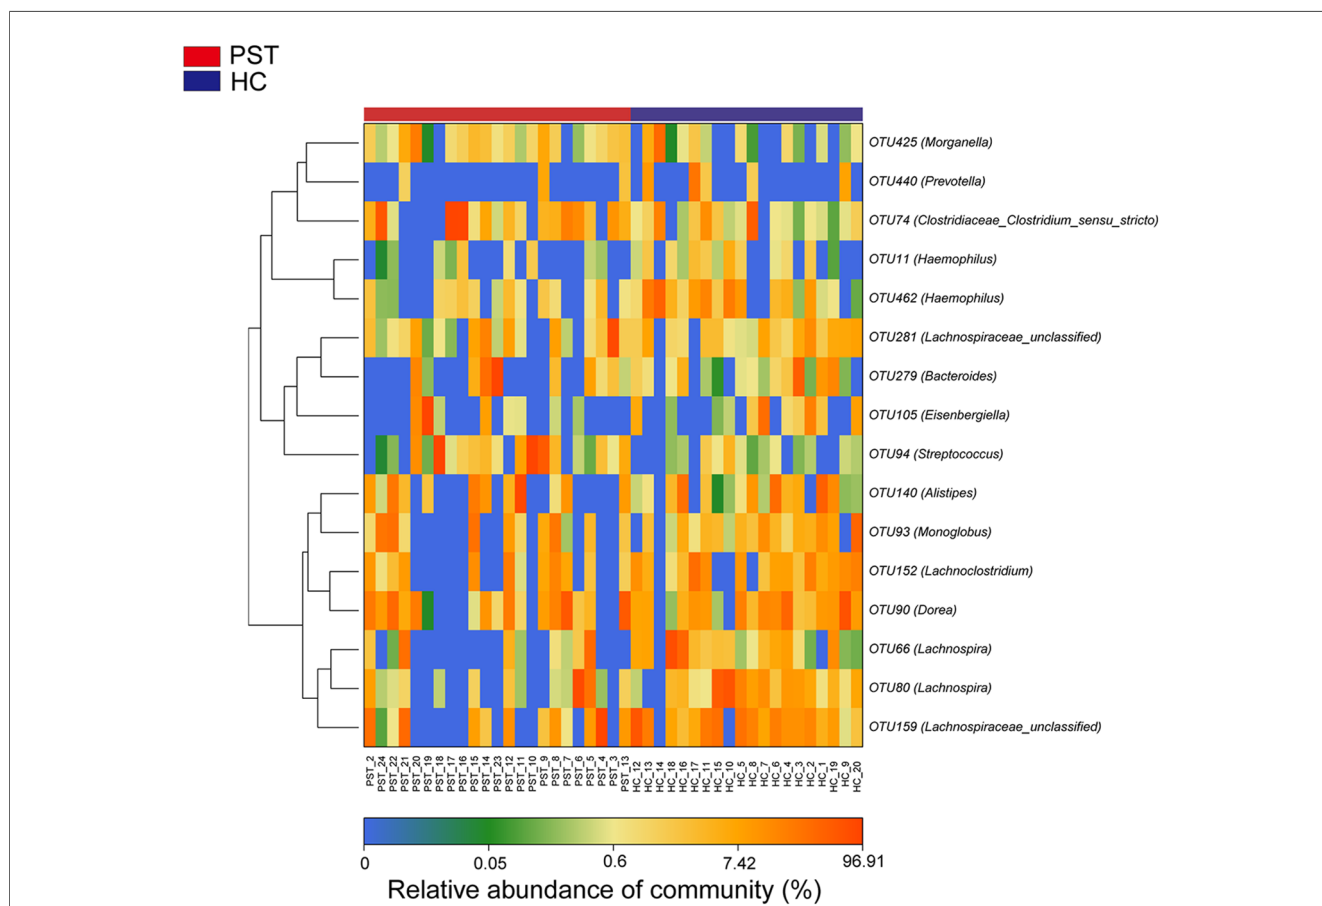 PST
HC
OTU425 (Morganella)
OTU440 (Prevotella)
OTU74 (Clostridiaceae_Clostridium_sensu_stricto)
OTU11 (Haemophilus)
OTU462 (Haemophilus)
OTU281 (Lachnospiraceae_unclassified)
OTU279 (Bacteroides)
OTU105 (Eisenbergiella)
OTU94 (Streptococcus)
OTU140 (Alistipes)
OTU93 (Monoglobus)
OTU152 (Lachnoclostridium)
OTU90 (Dorea)
OTU66 (Lachnospira)
OTU80 (Lachnospira)
OTU159 (Lachnospiraceae_unclassified)
PST_2
PST_24
PST_22
PST_21
PST_20
PST_19
PST_18
PST_17
PST_16
PST_15
PST_14
PST_23
PST_12
PST_11
PST_10
PST_9
PST_8
PST_7
PST_6
PST_5
PST_4
PST_3
PST_13
HC_12
HC_13
HC_14
HC_18
HC_16
HC_17
HC_11
HC_15
HC_10
HC_5
HC_8
HC_7
HC_6
HC_4
HC_3
HC_2
HC_1
HC_19
HC_9
HC_20
0
0.05
0.6
7.42
96.91
Relative abundance of community (%)